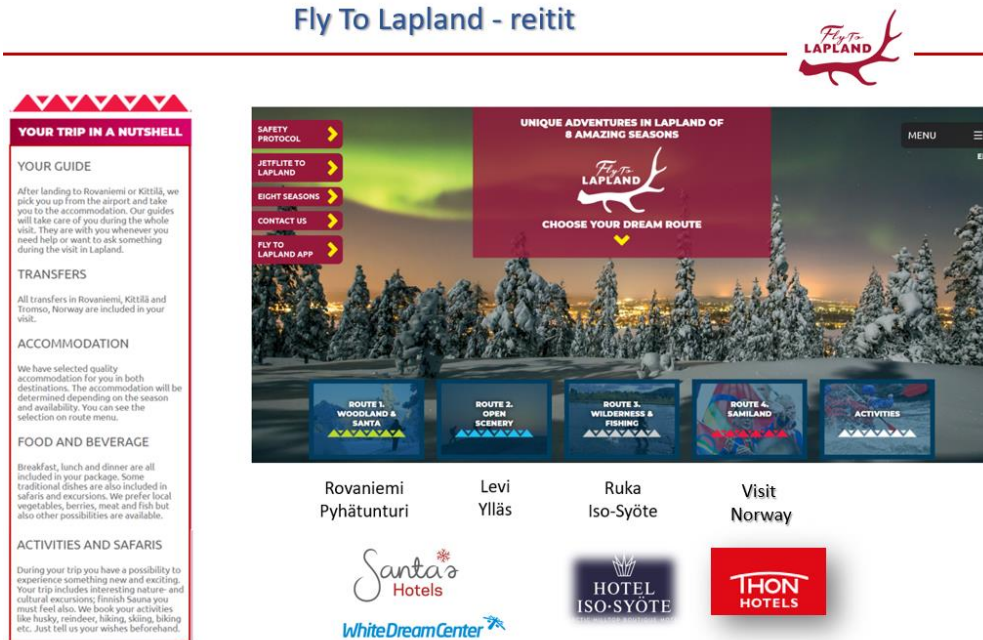 Fly To Lapland - reitit
Fly To
LAPLAND
YOUR TRIP IN A NUTSHELL
YOUR GUIDE
After landing to Rovaniemi or Kittilä, we
pick you up from the airport and take
you to the accommodation. Our guides
will take care of you during the whole
visit. They are with you whenever you
need help or want to ask something
during the visit in Lapland.
TRANSFERS
All transfers in Rovaniemi, Kittilä and
Tromso, Norway are included in your
visit.
ACCOMMODATION
We have selected quality
accommodation for you in both
destinations. The accommodation will be
determined depending on the season
and availability. You can see the
selection on route menu.
FOOD AND BEVERAGE
Breakfast, lunch and dinner are all
included in your package. Some
traditional dishes are also included in
safaris and excursions. We prefer local
vegetables, berries, meat and fish but
also other possibilities are available.
ACTIVITIES AND SAFARIS
During your trip you have a possibility to
experience something new and exciting.
Your trip includes interesting nature- and
cultural excursions; finnish Sauna you
must feel also. We book your activities
like husky, reindeer, hiking, skiing, biking
etc. Just tell us your wishes beforehand.
SAFETY
PROTOCOL
JETFLITE TO
LAPLAND
EIGHT SEASONS
CONTACT US
FLY TO
LAPLAND APP
UNIQUE ADVENTURES IN LAPLAND OF
8 AMAZING SEASONS
Fly To
LAPLAND
CHOOSE YOUR DREAM ROUTE
MENU
ROUTE 1.
WOODLAND &
SANTA
ROUTE 2.
OPEN
SCENERY
ROUTE 3.
WILDERNESS &
FISHING
ROUTE 4.
SAMILAND
ACTIVITIES
Rovaniemi
Pyhätunturi
Levi
Ylläs
Ruka
Iso-Syöte
Visit
Norway
Santa's
Hotels
WhiteDreamCenter
HOTEL
ISO-SYÖTE
THON
HOTELS